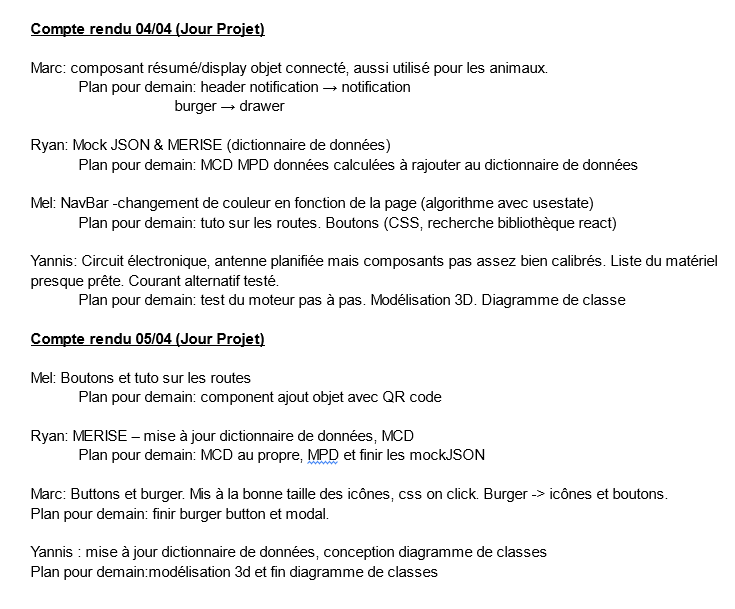 Compte rendu 04/04 (Jour Projet)
Marc: composant résumé/display objet connecté, aussi utilisé pour les animaux.
Plan pour demain: header notification → notification
burger → drawer
Ryan: Mock JSON & MERISE (dictionnaire de données)
Plan pour demain: MCD MPD données calculées à rajouter au dictionnaire de données
Mel: NavBar -changement de couleur en fonction de la page (algorithme avec usestate)
Plan pour demain: tuto sur les routes. Boutons (CSS, recherche bibliothèque react)
Yannis: Circuit électronique, antenne planifiée mais composants pas assez bien calibrés. Liste du matériel
presque prête. Courant alternatif testé.
Plan pour demain: test du moteur pas à pas. Modélisation 3D. Diagramme de classe
Compte rendu 05/04 (Jour Projet)
Mel: Boutons et tuto sur les routes
Plan pour demain: component ajout objet avec QR code
Ryan: MERISE – mise à jour dictionnaire de données, MCD
Plan pour demain: MCD au propre, MPD et finir les mockJSON
Marc: Buttons et burger. Mis à la bonne taille des icônes, css on click. Burger -> icônes et boutons.
Plan pour demain: finir burger button et modal.
Yannis : mise à jour dictionnaire de données, conception diagramme de classes
Plan pour demain:modélisation 3d et fin diagramme de classes